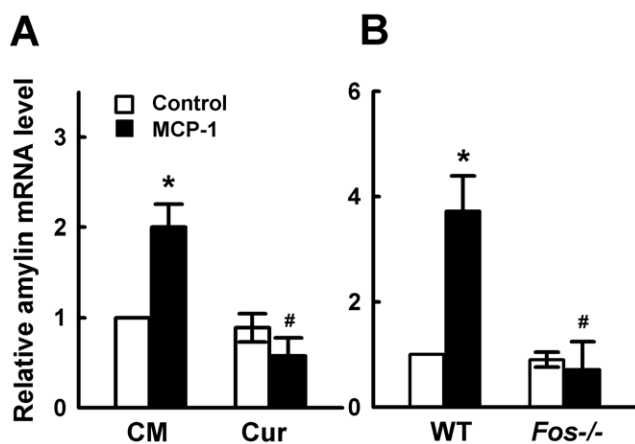 A
B
Relative amylin mRNA level
Control
MCP-1
3
2
1
0
*
#
CM
Cur
6
4
2
0
*
#
WT
Fos-/-